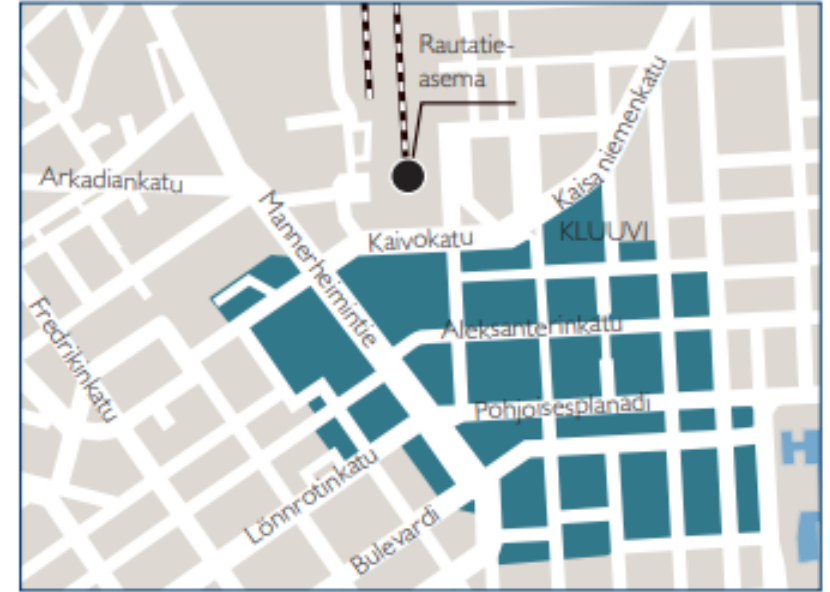 Rautatie-
asema
Kaisaniemenkatu
Arkadiankatu
Mannerheimintie
Kaivokatu
KLUUVI
Fredrikinkatu
Aleksanterinkatu
Pohjoisesplanadi
Lönnrotinkatu
Bulevardi
H